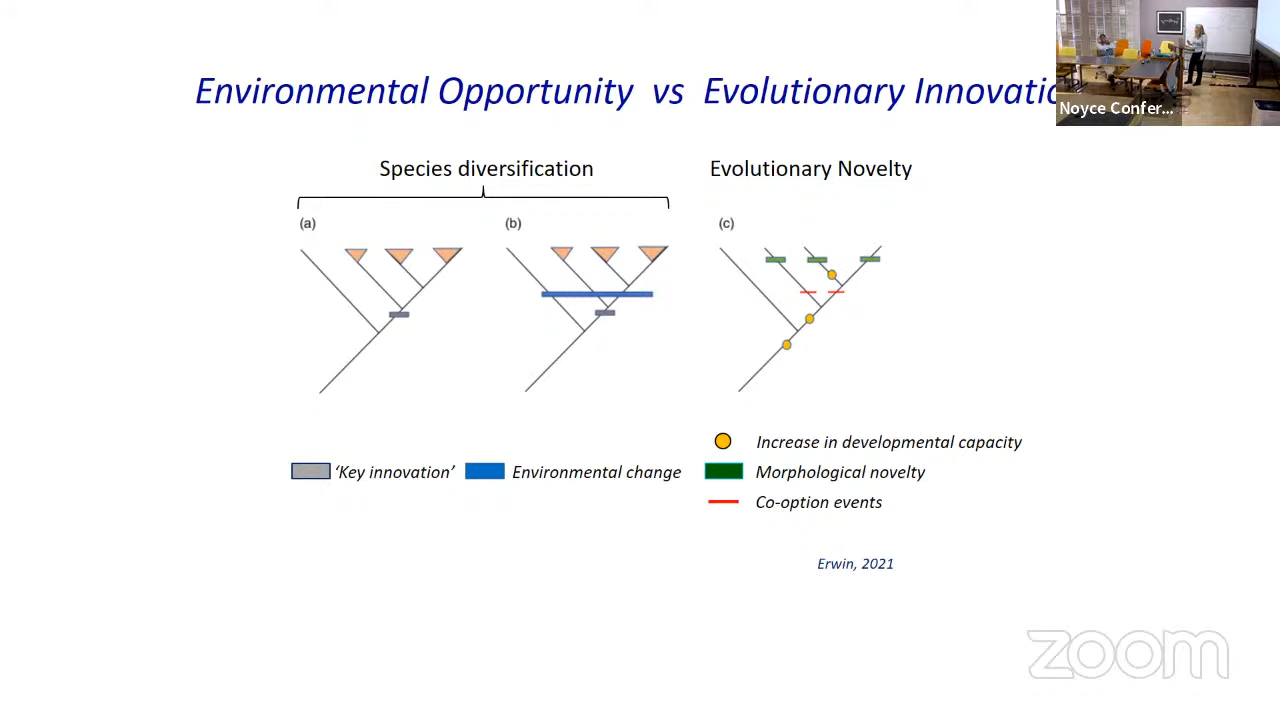 Environmental Opportunity vs Evolutionary Innovatio
Noyce Confer...
Species diversification
Evolutionary Novelty
(a)
(b)
(c)
Increase in developmental capacity
'Key innovation'
Environmental change
Morphological novelty
Co-option events
Erwin, 2021
zoom